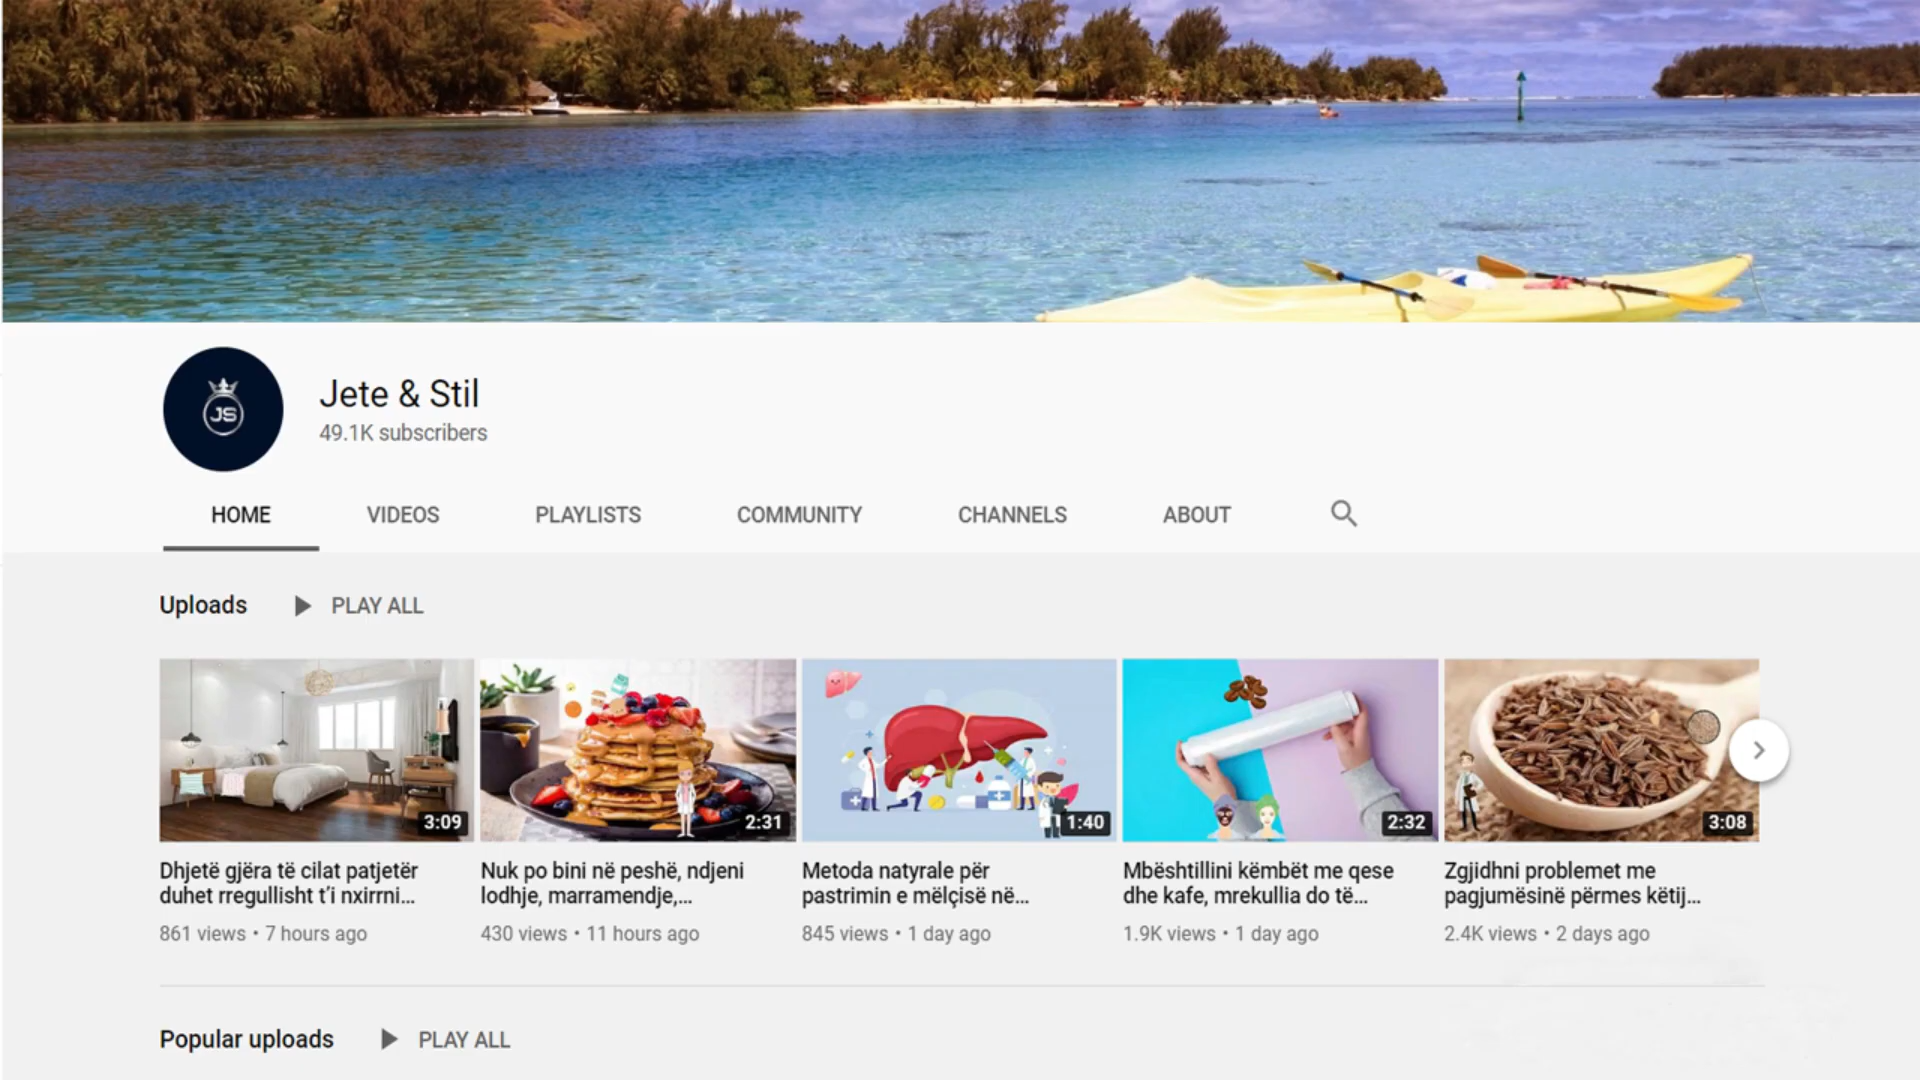 JS
Jete & Stil
49.1K subscribers
HOME VIDEOS PLAYLISTS COMMUNITY CHANNELS ABOUT
Uploads PLAY ALL
3:09 2:31 1:40 2:32 3:08
Dhjetë gjëra të cilat patjetër
duhet rregullisht t'i nxirrni...
861 views • 7 hours ago
Nuk po bini në peshë, ndjeni
lodhje, marramendje,...
430 views • 11 hours ago
Metoda natyrale për
pastrimin e mëlçisë në...
845 views • 1 day ago
Mbështillini këmbët me qese
dhe kafe, mrekullia do të...
1.9K views • 1 day ago
Zgjidhni problemet me
pagjumësinë përmes këtij...
2.4K views • 2 days ago
Popular uploads PLAY ALL